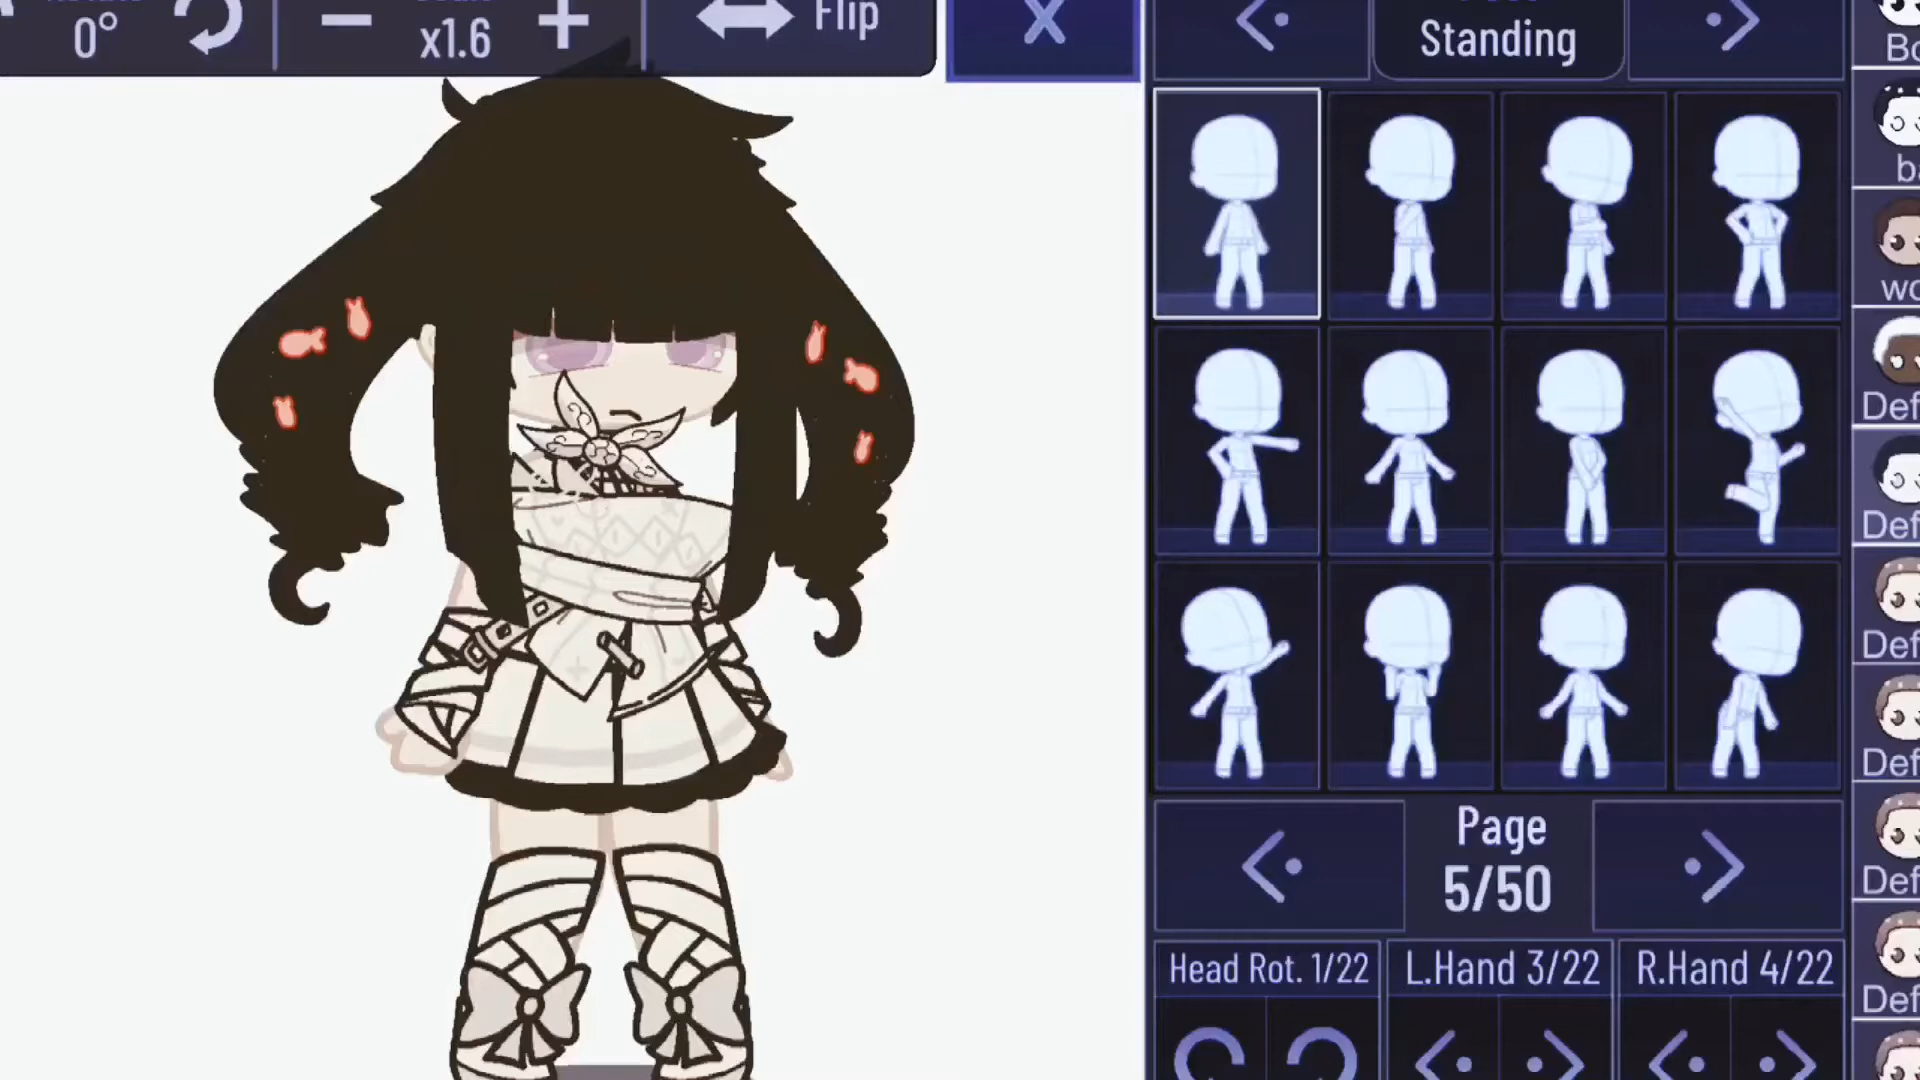 0°
x1.6
Flip
X
Standing
Page
5/50
Head Rot. 1/22
L.Hand 3/22
R.Hand 4/22
Def
Def
Def
Def
Def
Def